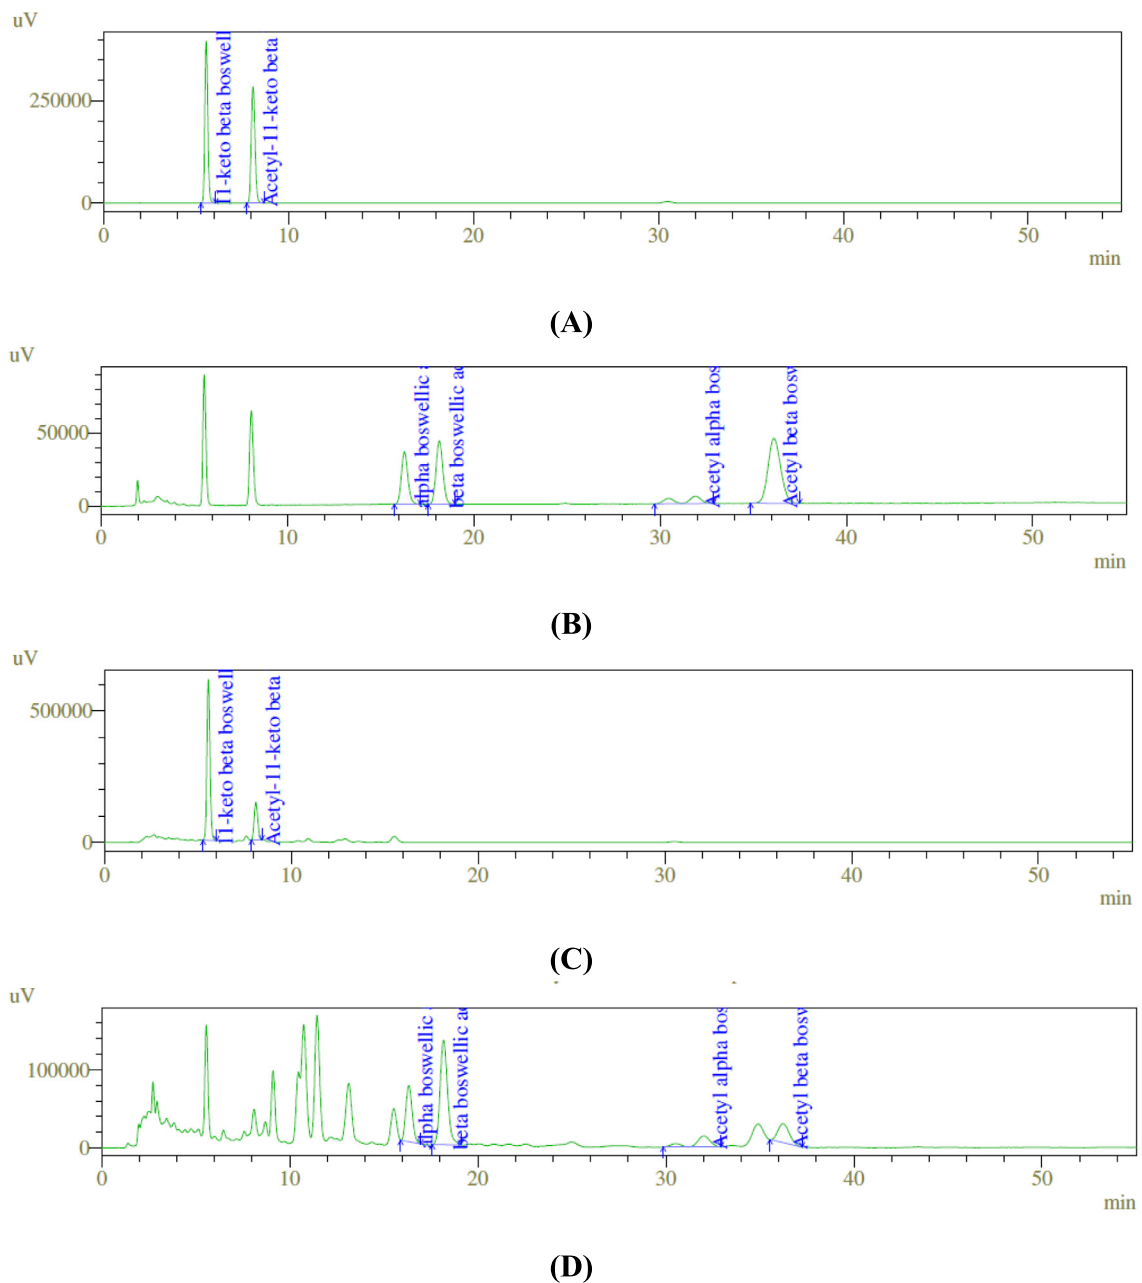 uV
250000
0
11-keto beta boswell
Acetyl-11-keto beta
0 10 20 30 40 50
min
(A)
uV
50000
0
alpha boswellic
beta boswellic a
Acetyl alpha bos
Acetyl beta bosw
0 10 20 30 40 50
min
(B)
uV
500000
0
11-keto beta boswell
Acetyl-11-keto beta
0 10 20 30 40 50
min
(C)
uV
100000
0
alpha boswellic
beta boswellic a
Acetyl alpha bos
Acetyl beta bosw
0 10 20 30 40 50
min
(D)